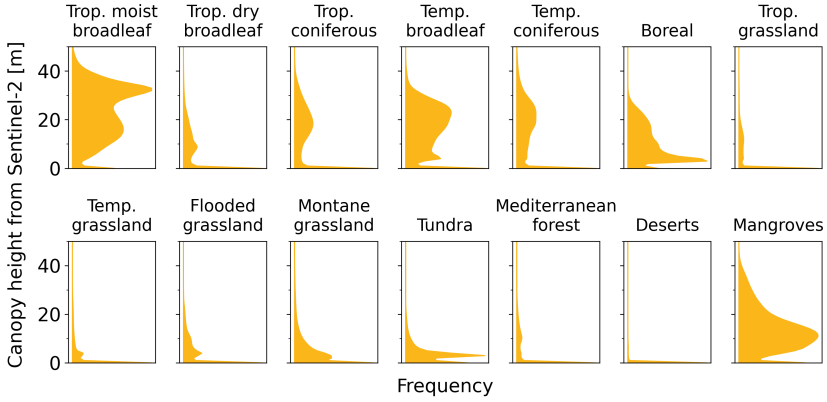 Trop. moist
broadleaf
Trop. dry
broadleaf
Trop.
coniferous
Temp.
broadleaf
Temp.
coniferous
Boreal
Trop.
grassland
Canopy height from Sentinel-2 [m]
40
20
0
Temp.
grassland
Flooded
grassland
Montane
grassland
Tundra
Mediterranean
forest
Deserts
Mangroves
40
20
0
Frequency